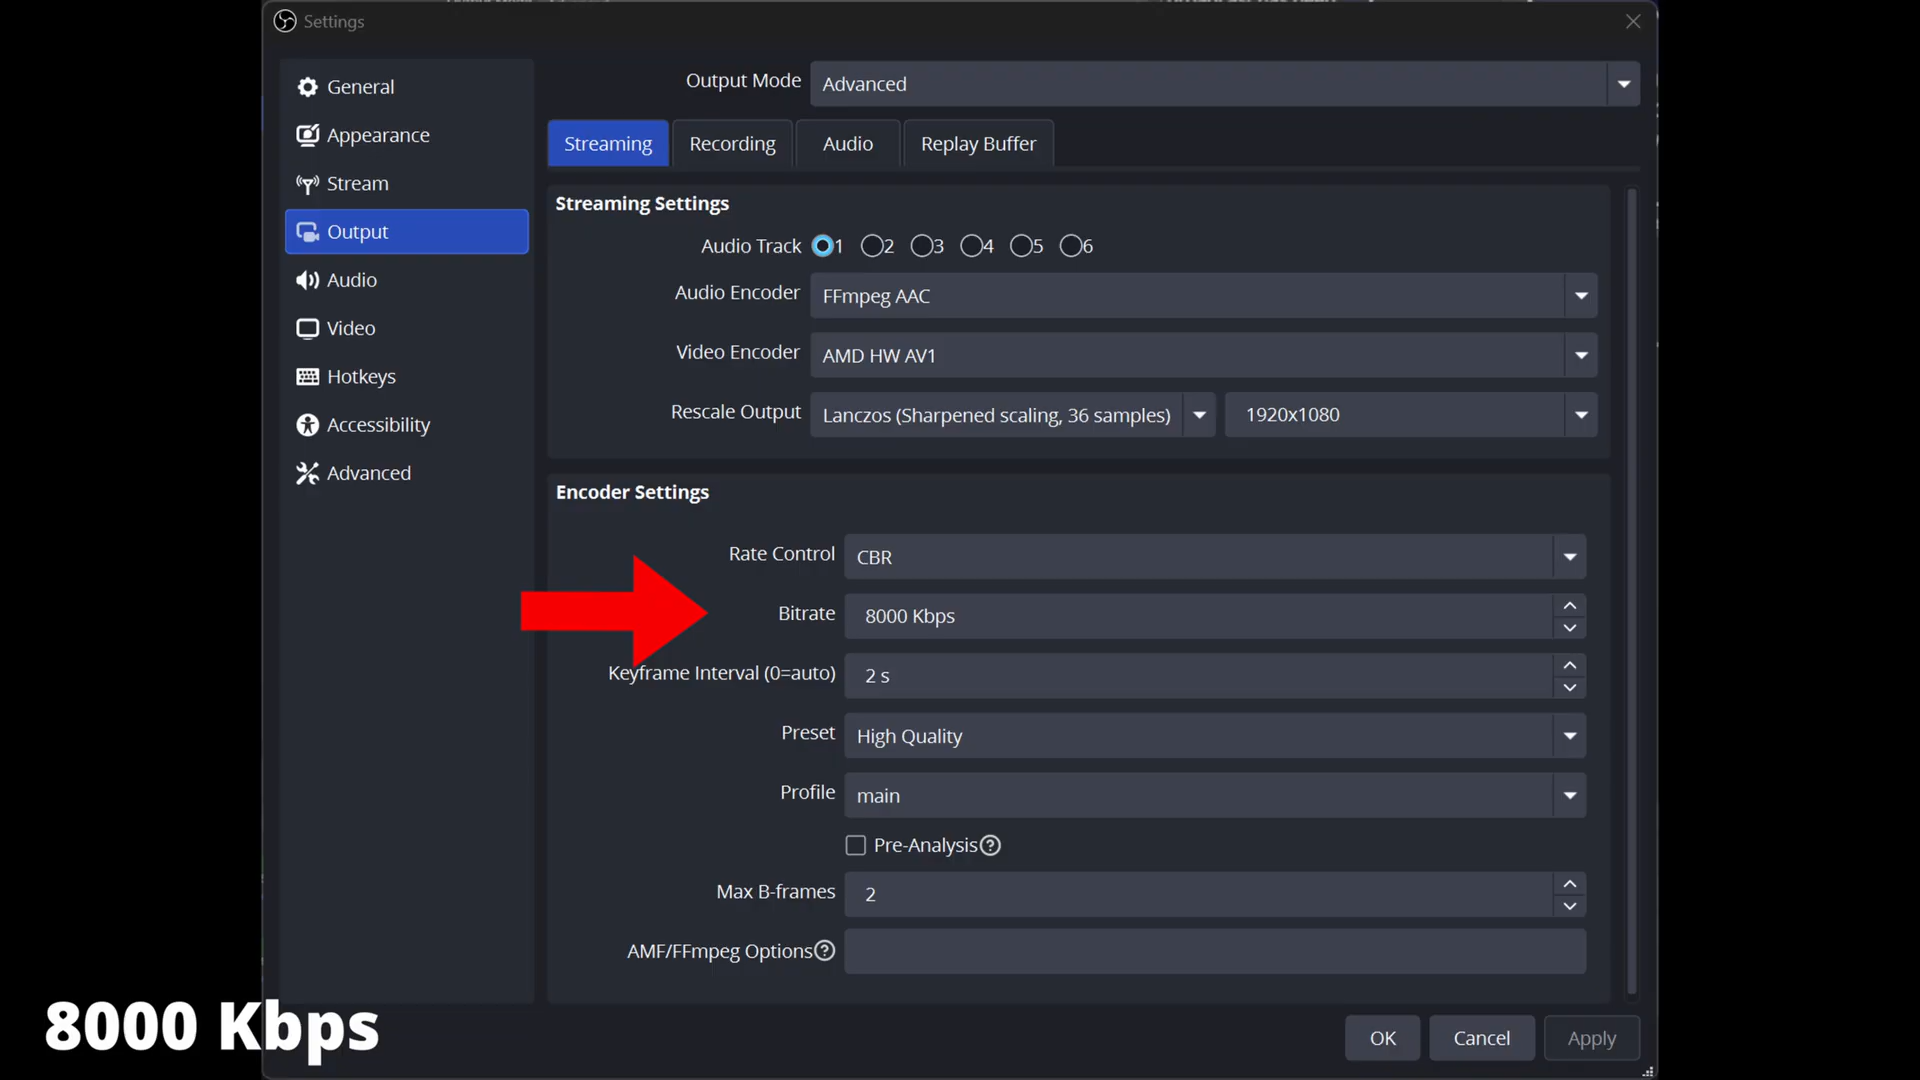 Settings
General
Appearance
Stream
Output
Audio
Video
Hotkeys
Accessibility
Advanced
Output Mode Advanced
Streaming Recording Audio Replay Buffer
Streaming Settings
Audio Track 1 2 3 4 5 6
Audio Encoder FFmpeg AAC
Video Encoder AMD HW AV1
Rescale Output Lanczos (Sharpened scaling, 36 samples) 1920x1080
Encoder Settings
Rate Control CBR
Bitrate 8000 Kbps
Keyframe Interval (0=auto) 2 s
Preset High Quality
Profile main
Pre-Analysis
Max B-frames 2
AMF/FFmpeg Options
OK Cancel Apply
8000 Kbps